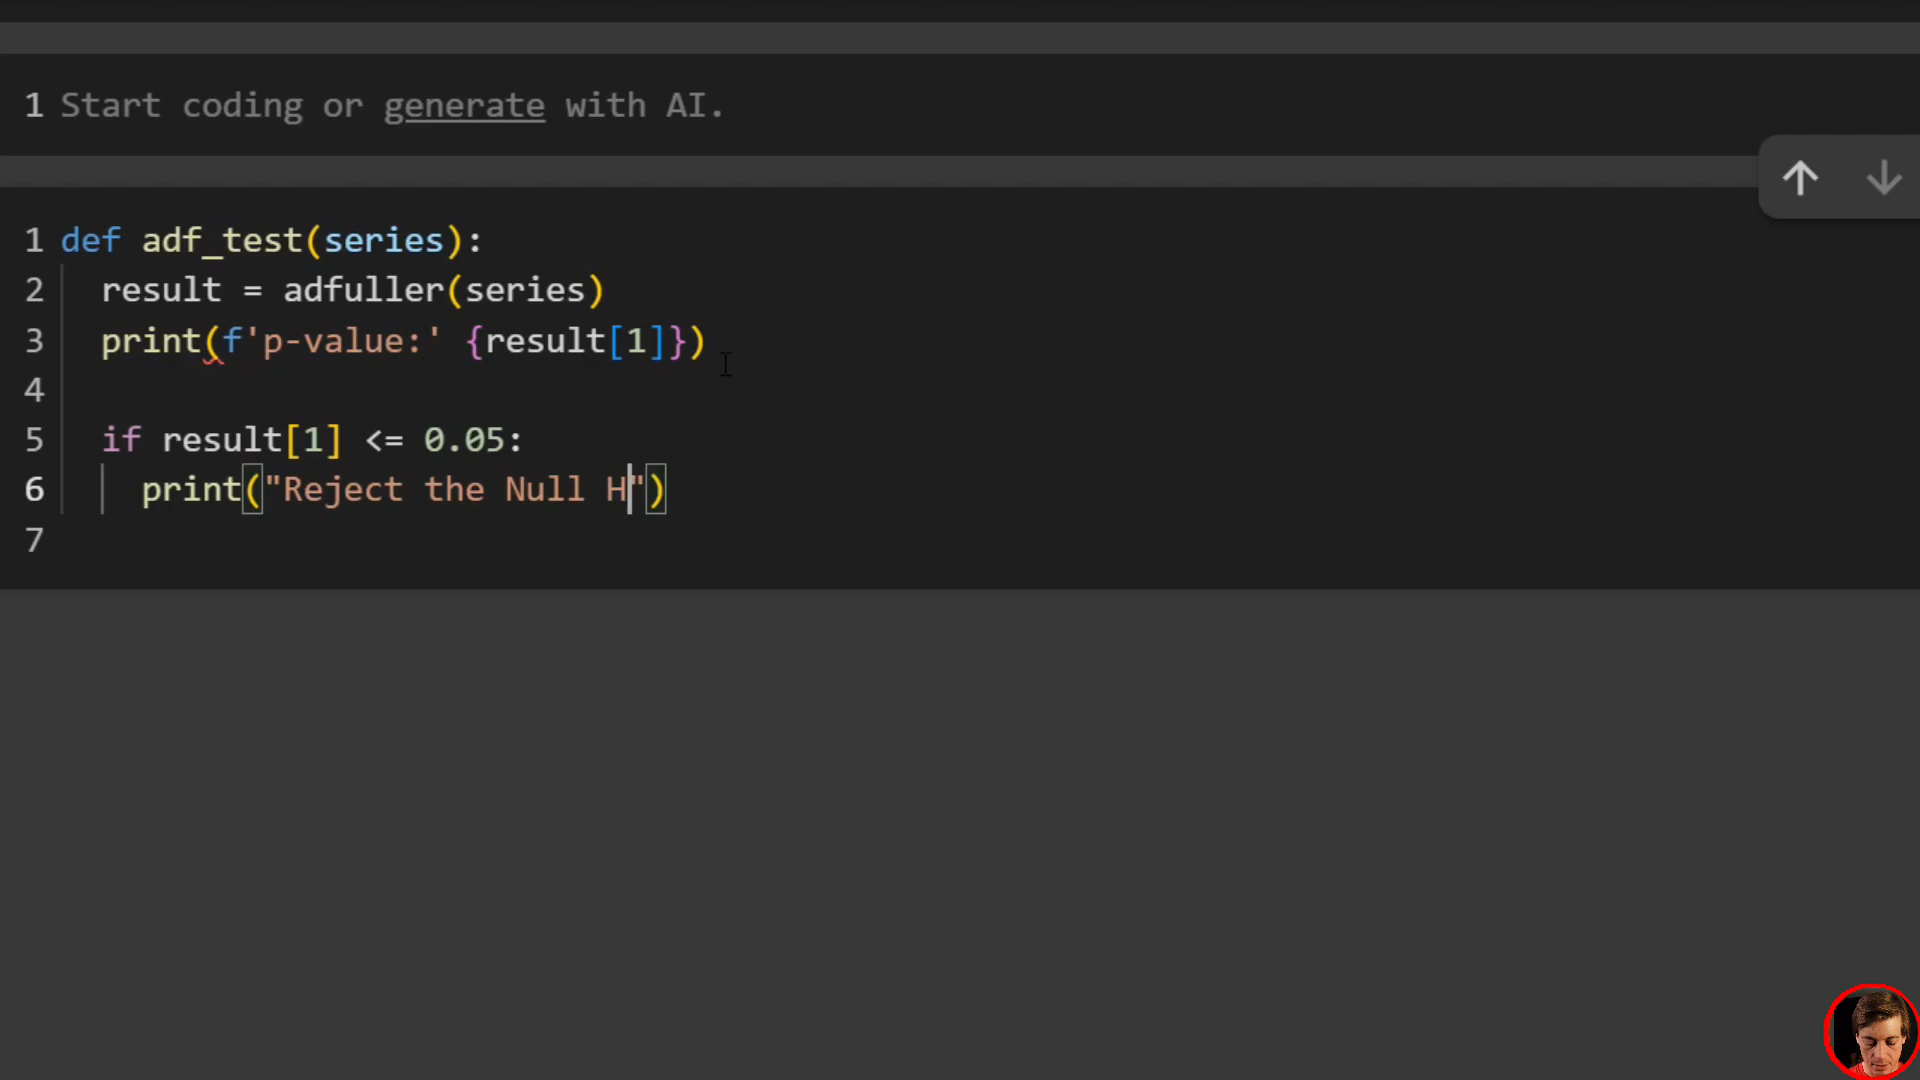 1 Start coding or generate with AI.
1 def adf_test(series):
2 result = adfuller(series)
3 print(f'p-value:' {result[1]})
4
5 if result[1] <= 0.05:
6 print("Reject the Null H")
7